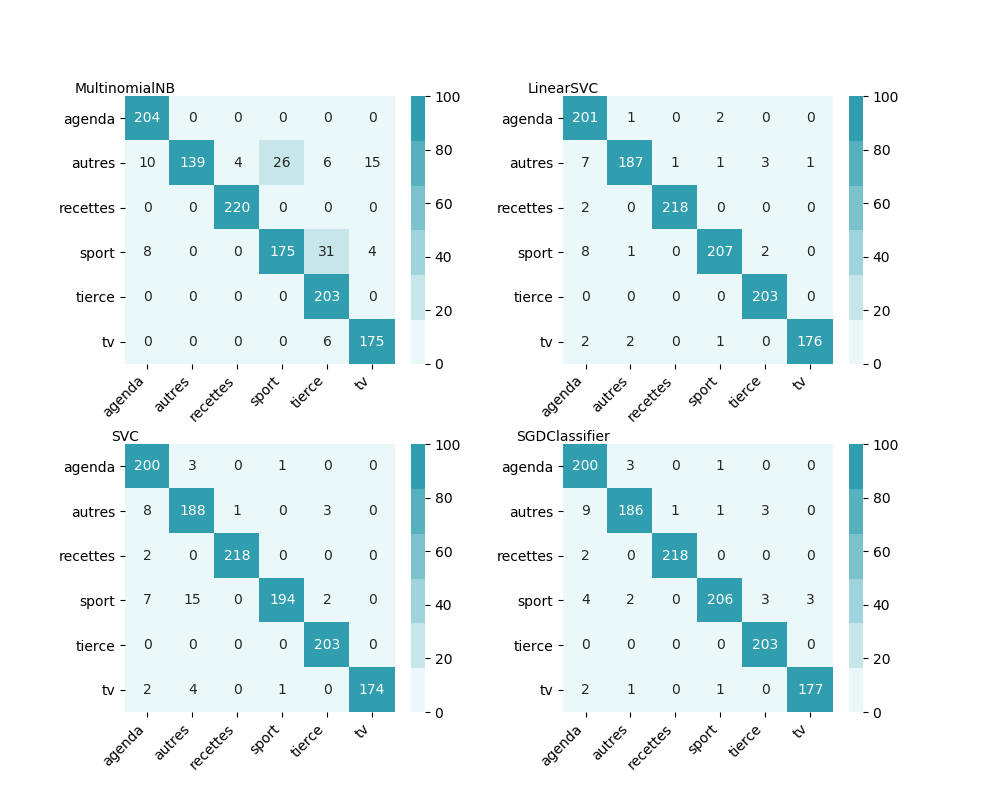 MultinomialNB
agenda 204 0 0 0 0 0
autres 10 139 4 26 6 15
recettes 0 0 220 0 0 0
sport 8 0 0 175 31 4
tierce 0 0 0 0 203 0
tv 0 0 0 0 6 175
agenda autres recettes sport tierce tv
100
80
60
40
20
0
LinearSVC
agenda 201 1 0 2 0 0
autres 7 187 1 1 3 1
recettes 2 0 218 0 0 0
sport 8 1 0 207 2 0
tierce 0 0 0 0 203 0
tv 2 2 0 1 0 176
agenda autres recettes sport tierce tv
100
80
60
40
20
0
SVC
agenda 200 3 0 1 0 0
autres 8 188 1 0 3 0
recettes 2 0 218 0 0 0
sport 7 15 0 194 2 0
tierce 0 0 0 0 203 0
tv 2 4 0 1 0 174
agenda autres recettes sport tierce tv
100
80
60
40
20
0
SGDClassifier
agenda 200 3 0 1 0 0
autres 9 186 1 1 3 0
recettes 2 0 218 0 0 0
sport 4 2 0 206 3 3
tierce 0 0 0 0 203 0
tv 2 1 0 1 0 177
agenda autres recettes sport tierce tv
100
80
60
40
20
0